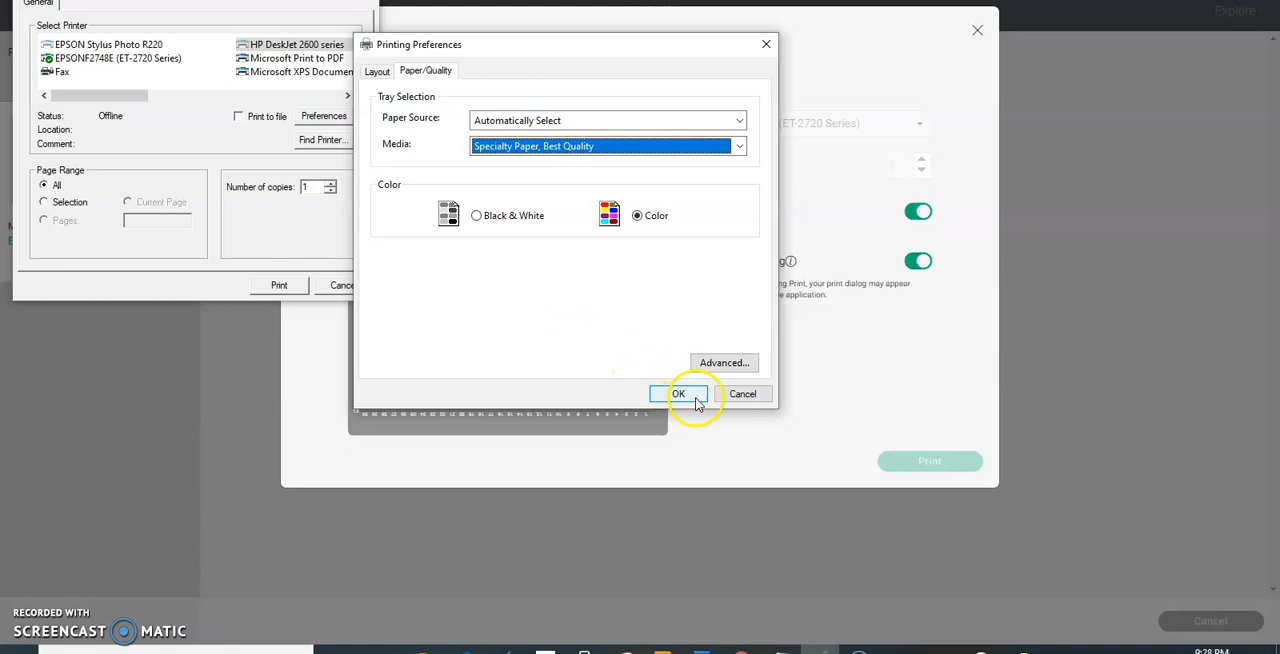 General
Explore
Select Printer
EPSON Stylus Photo R220
HP DeskJet 2600 series
EPSONF2748E (ET-2720 Series)
Microsoft Print to PDF
Fax
Microsoft XPS Documen
Status: Offline
Print to file
Preferences
Location:
Comment:
Find Printer...
Page Range
All
Selection
Current Page
Pages:
Number of copies: 1
Print
Cance
Printing Preferences
Layout
Paper/Quality
Tray Selection
Paper Source: Automatically Select
Media: Specialty Paper, Best Quality
Color
Black & White
Color
Advanced...
OK
Cancel
(ET-2720 Series)
1
ng Print, your print dialog may appear
e application.
Print
Cancel
RECORDED WITH
SCREENCAST MATIC
9:28 PM